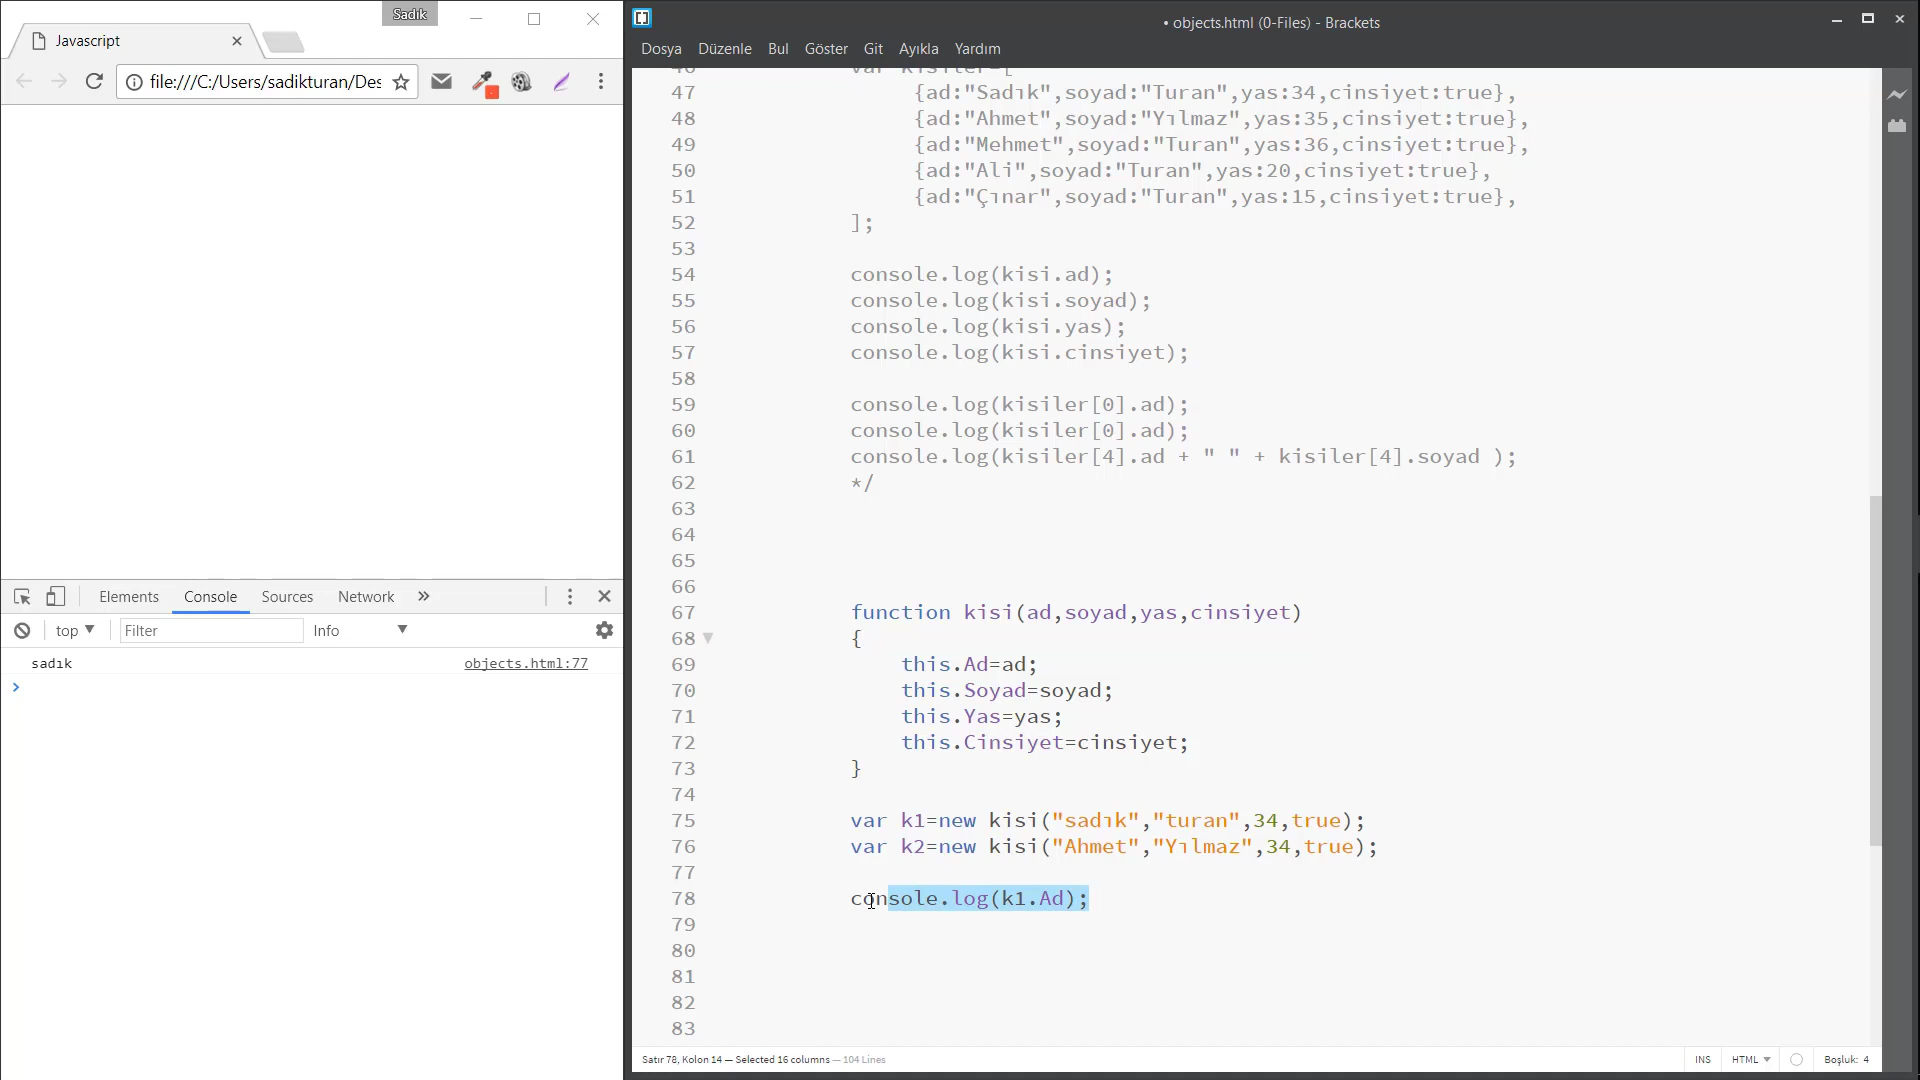 Sadik
Javascript
file:///C:/Users/sadikturan/Des
Elements
Console
Sources
Network
»
top
Filter
Info
sadık
objects.html:77
>
• objects.html (0-Files) - Brackets
Dosya
Düzenle
Bul
Göster
Git
Ayıkla
Yardım
46 var kisiler=[
47 {ad:"Sadık",soyad:"Turan",yas:34,cinsiyet:true},
48 {ad:"Ahmet",soyad:"Yılmaz",yas:35,cinsiyet:true},
49 {ad:"Mehmet",soyad:"Turan",yas:36,cinsiyet:true},
50 {ad:"Ali",soyad:"Turan",yas:20,cinsiyet:true},
51 {ad:"Çınar",soyad:"Turan",yas:15,cinsiyet:true},
52 ];
53
54 console.log(kisi.ad);
55 console.log(kisi.soyad);
56 console.log(kisi.yas);
57 console.log(kisi.cinsiyet);
58
59 console.log(kisiler[0].ad);
60 console.log(kisiler[0].ad);
61 console.log(kisiler[4].ad + " " + kisiler[4].soyad );
62 */
63
64
65
66
67 function kisi(ad,soyad,yas,cinsiyet)
68 {
69 this.Ad=ad;
70 this.Soyad=soyad;
71 this.Yas=yas;
72 this.Cinsiyet=cinsiyet;
73 }
74
75 var k1=new kisi("sadık","turan",34,true);
76 var k2=new kisi("Ahmet","Yılmaz",34,true);
77
78 console.log(k1.Ad);
79
80
81
82
83
Satır 78, Kolon 14 — Selected 16 columns — 104 Lines
INS
HTML
Boşluk: 4